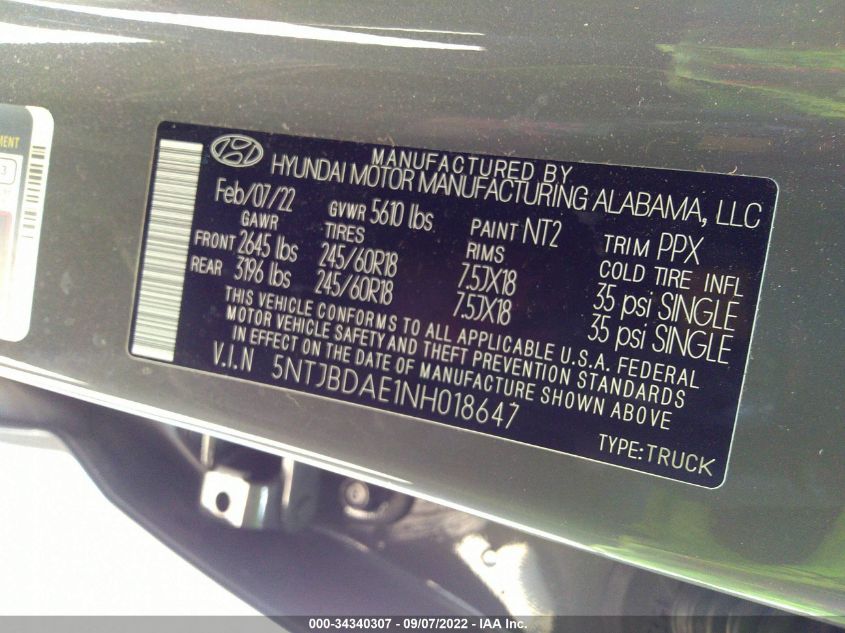 MENT
3
MANUFACTURED BY
HYUNDAI MOTOR MANUFACTURING ALABAMA, LLC
Feb/07/22 GVWR 5610 lbs PAINT NT2 TRIM PPX
GAWR TIRES RIMS COLD TIRE INFL
FRONT 2645 lbs 245/60R18 7.5JX18 35 psi SINGLE
REAR 3196 lbs 245/60R18 7.5JX18 35 psi SINGLE
THIS VEHICLE CONFORMS TO ALL APPLICABLE U.S.A. FEDERAL
MOTOR VEHICLE SAFETY AND THEFT PREVENTION STANDARDS
IN EFFECT ON THE DATE OF MANUFACTURE SHOWN ABOVE
V.I.N 5NTJBDAE1NH018647
TYPE:TRUCK
000-34340307 - 09/07/2022 - IAA Inc.